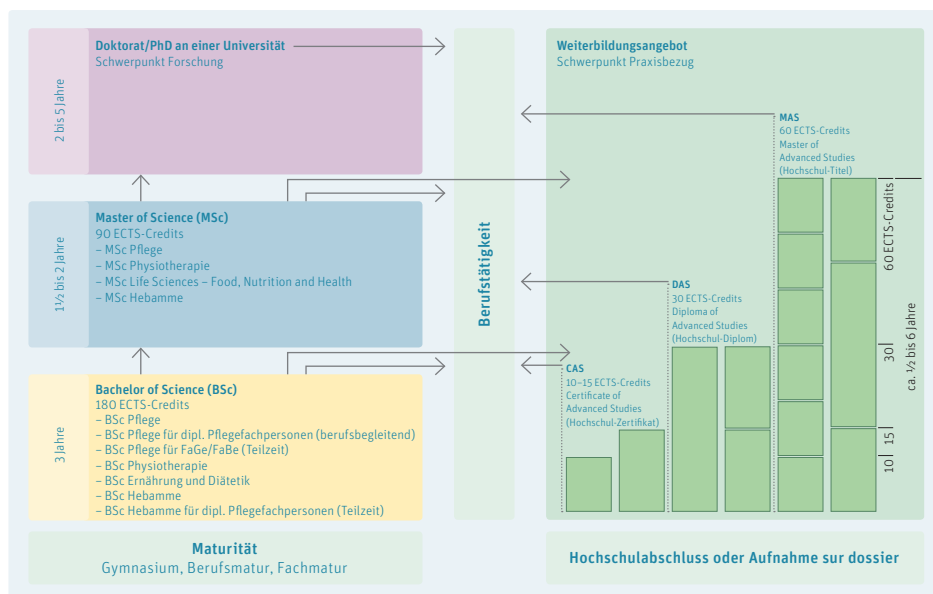 Doktorat/PhD an einer Universität
Schwerpunkt Forschung
2 bis 5 Jahre
Master of Science (MSc)
90 ECTS-Credits
– MSc Pflege
– MSc Physiotherapie
– MSc Life Sciences – Food, Nutrition and Health
– MSc Hebamme
1½ bis 2 Jahre
Bachelor of Science (BSc)
180 ECTS-Credits
– BSc Pflege
– BSc Pflege für dipl. Pflegefachpersonen (berufsbegleitend)
– BSc Pflege für FaGe/FaBe (Teilzeit)
– BSc Physiotherapie
– BSc Ernährung und Diätetik
– BSc Hebamme
– BSc Hebamme für dipl. Pflegefachpersonen (Teilzeit)
3 Jahre
Maturität
Gymnasium, Berufsmatur, Fachmatur
Berufstätigkeit
Weiterbildungsangebot
Schwerpunkt Praxisbezug
MAS
60 ECTS-Credits
Master of
Advanced Studies
(Hochschul-Titel)
DAS
30 ECTS-Credits
Diploma of
Advanced Studies
(Hochschul-Diplom)
CAS
10–15 ECTS-Credits
Certificate of
Advanced Studies
(Hochschul-Zertifikat)
60 ECTS-Credits
30
15
10
ca. ½ bis 6 Jahre
Hochschulabschluss oder Aufnahme sur dossier